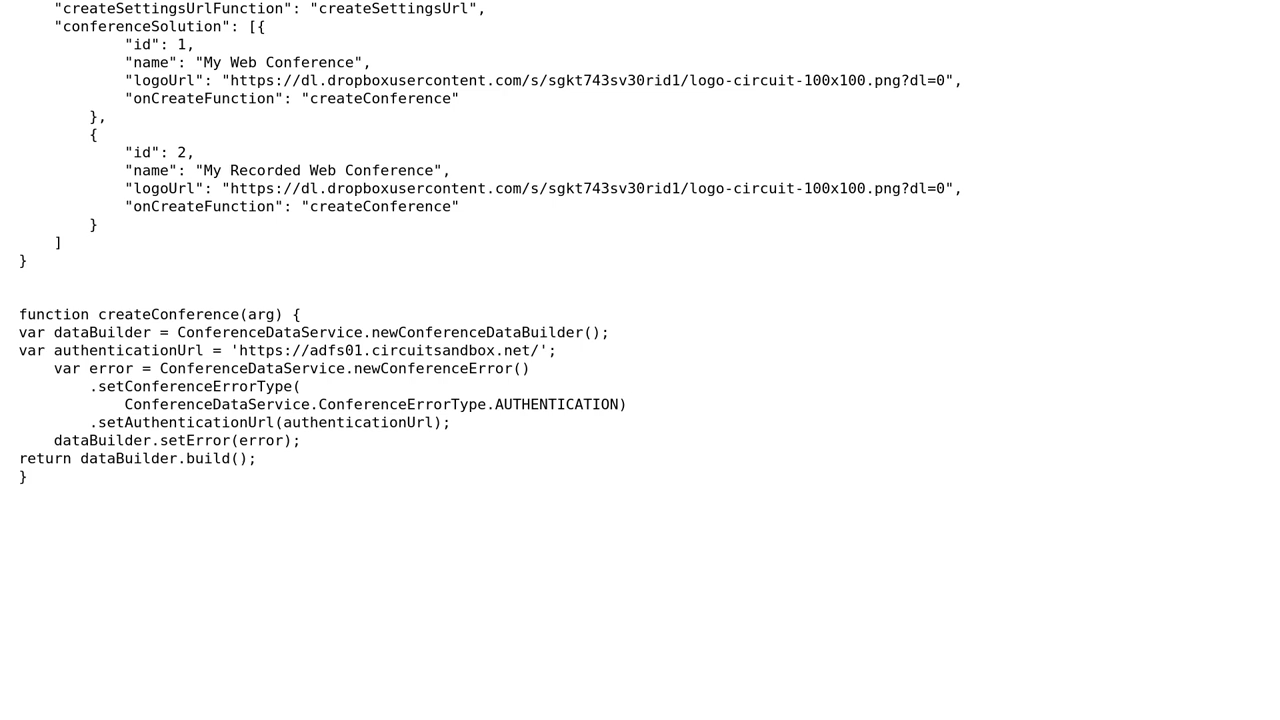 "createSettingsUrlFunction": "createSettingsUrl",
"conferenceSolution": [{
"id": 1,
"name": "My Web Conference",
"logoUrl": "https://dl.dropboxusercontent.com/s/sgkt743sv30rid1/logo-circuit-100x100.png?dl=0",
"onCreateFunction": "createConference"
},
{
"id": 2,
"name": "My Recorded Web Conference",
"logoUrl": "https://dl.dropboxusercontent.com/s/sgkt743sv30rid1/logo-circuit-100x100.png?dl=0",
"onCreateFunction": "createConference"
}
]
}
function createConference(arg) {
var dataBuilder = ConferenceDataService.newConferenceDataBuilder();
var authenticationUrl = 'https://adfs01.circuitsandbox.net/';
var error = ConferenceDataService.newConferenceError()
.setConferenceErrorType(
ConferenceDataService.ConferenceErrorType.AUTHENTICATION)
.setAuthenticationUrl(authenticationUrl);
dataBuilder.setError(error);
return dataBuilder.build();
}